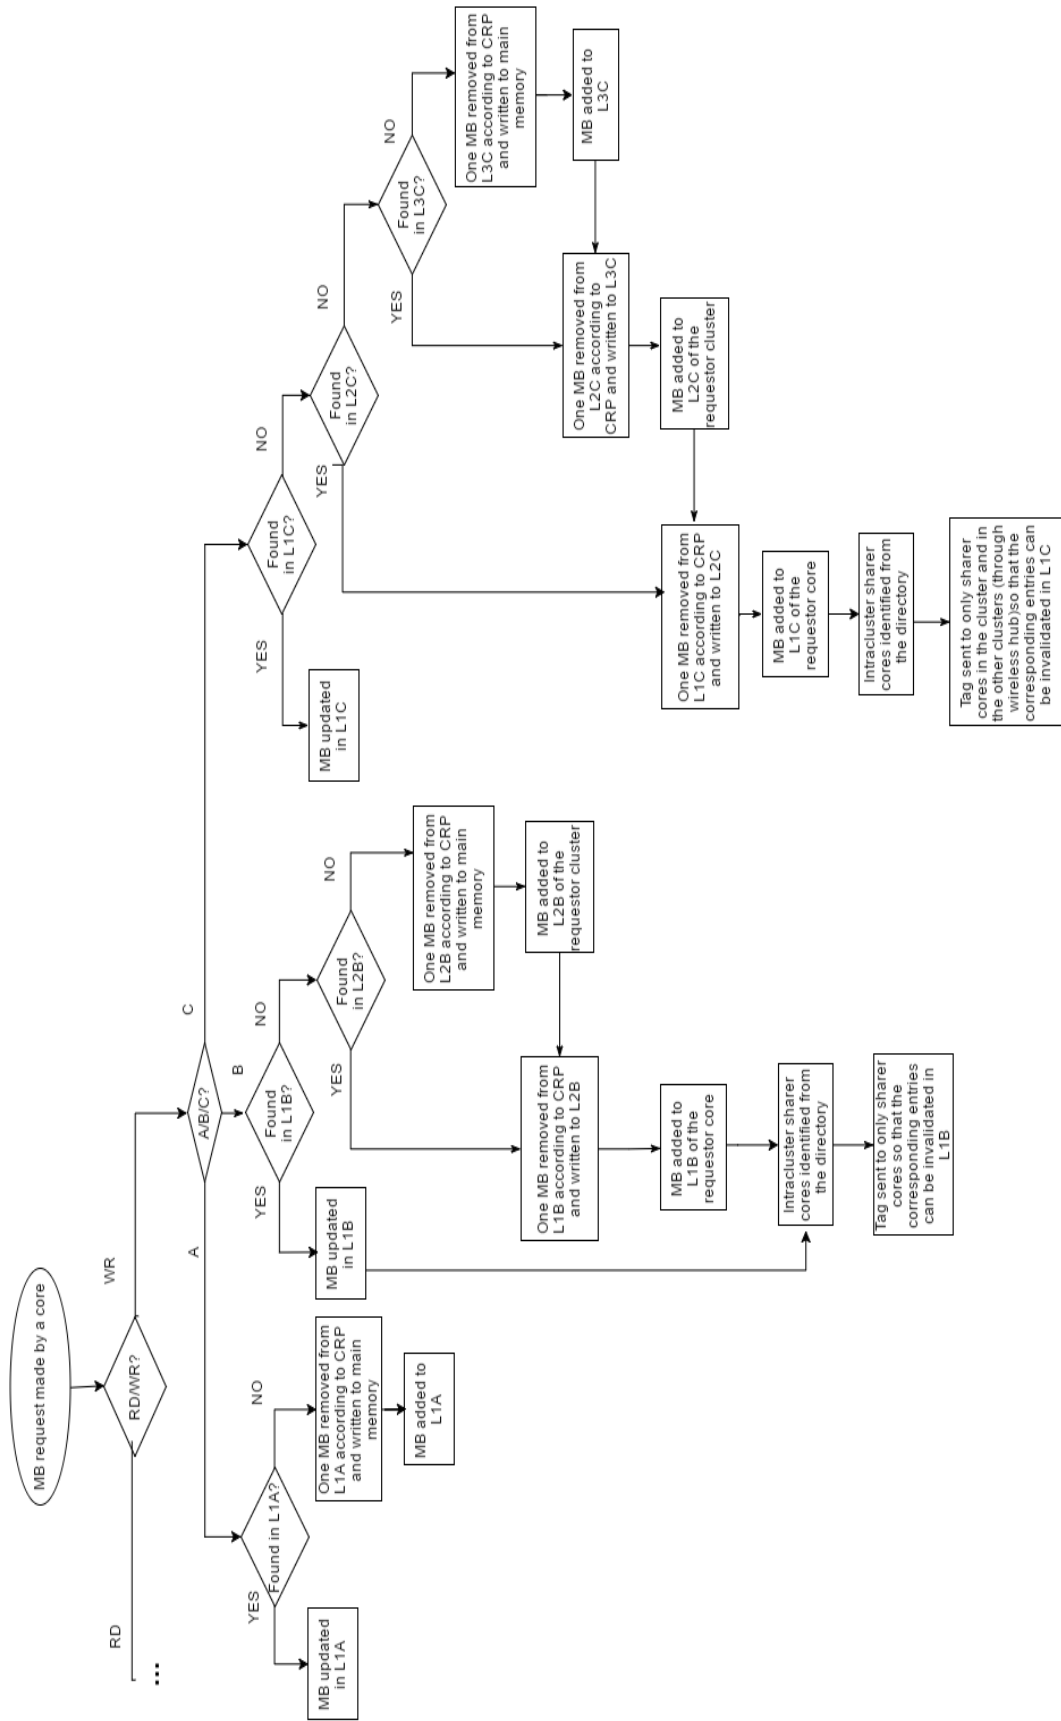 MB request made by a core
RD/WR?
RD
WR
...
A/B/C?
A
B
C
Found in L1A?
YES
NO
MB updated
in L1A
One MB removed from
L1A according to CRP
and written to main
memory
MB added to
L1A
Found
in L1B?
YES
NO
MB updated
in L1B
Found
in L2B?
YES
NO
One MB removed from
L2B according to CRP
and written to main
memory
MB added to
L2B of the
requestor cluster
One MB removed from
L1B according to CRP
and written to L2B
MB added to
L1B of the
requestor core
Intracluster sharer
cores identified from
the directory
Tag sent to only sharer
cores so that the
corresponding entries
can be invalidated in
L1B
Found
in L1C?
YES
NO
MB updated
in L1C
Found
in L2C?
YES
NO
Found
in L3C?
YES
NO
One MB removed from
L3C according to CRP
and written to main
memory
MB added to
L3C
One MB removed from
L2C according to
CRP and written to L3C
MB added to
L2C of the
requestor cluster
One MB removed from
L1C according to CRP
and written to L2C
MB added to
L1C of the
requestor core
Intracluster sharer
cores identified from
the directory
Tag sent to only sharer
cores in the cluster and in
the other clusters (through
wireless hub)so that the
corresponding entries can
be invalidated in L1C